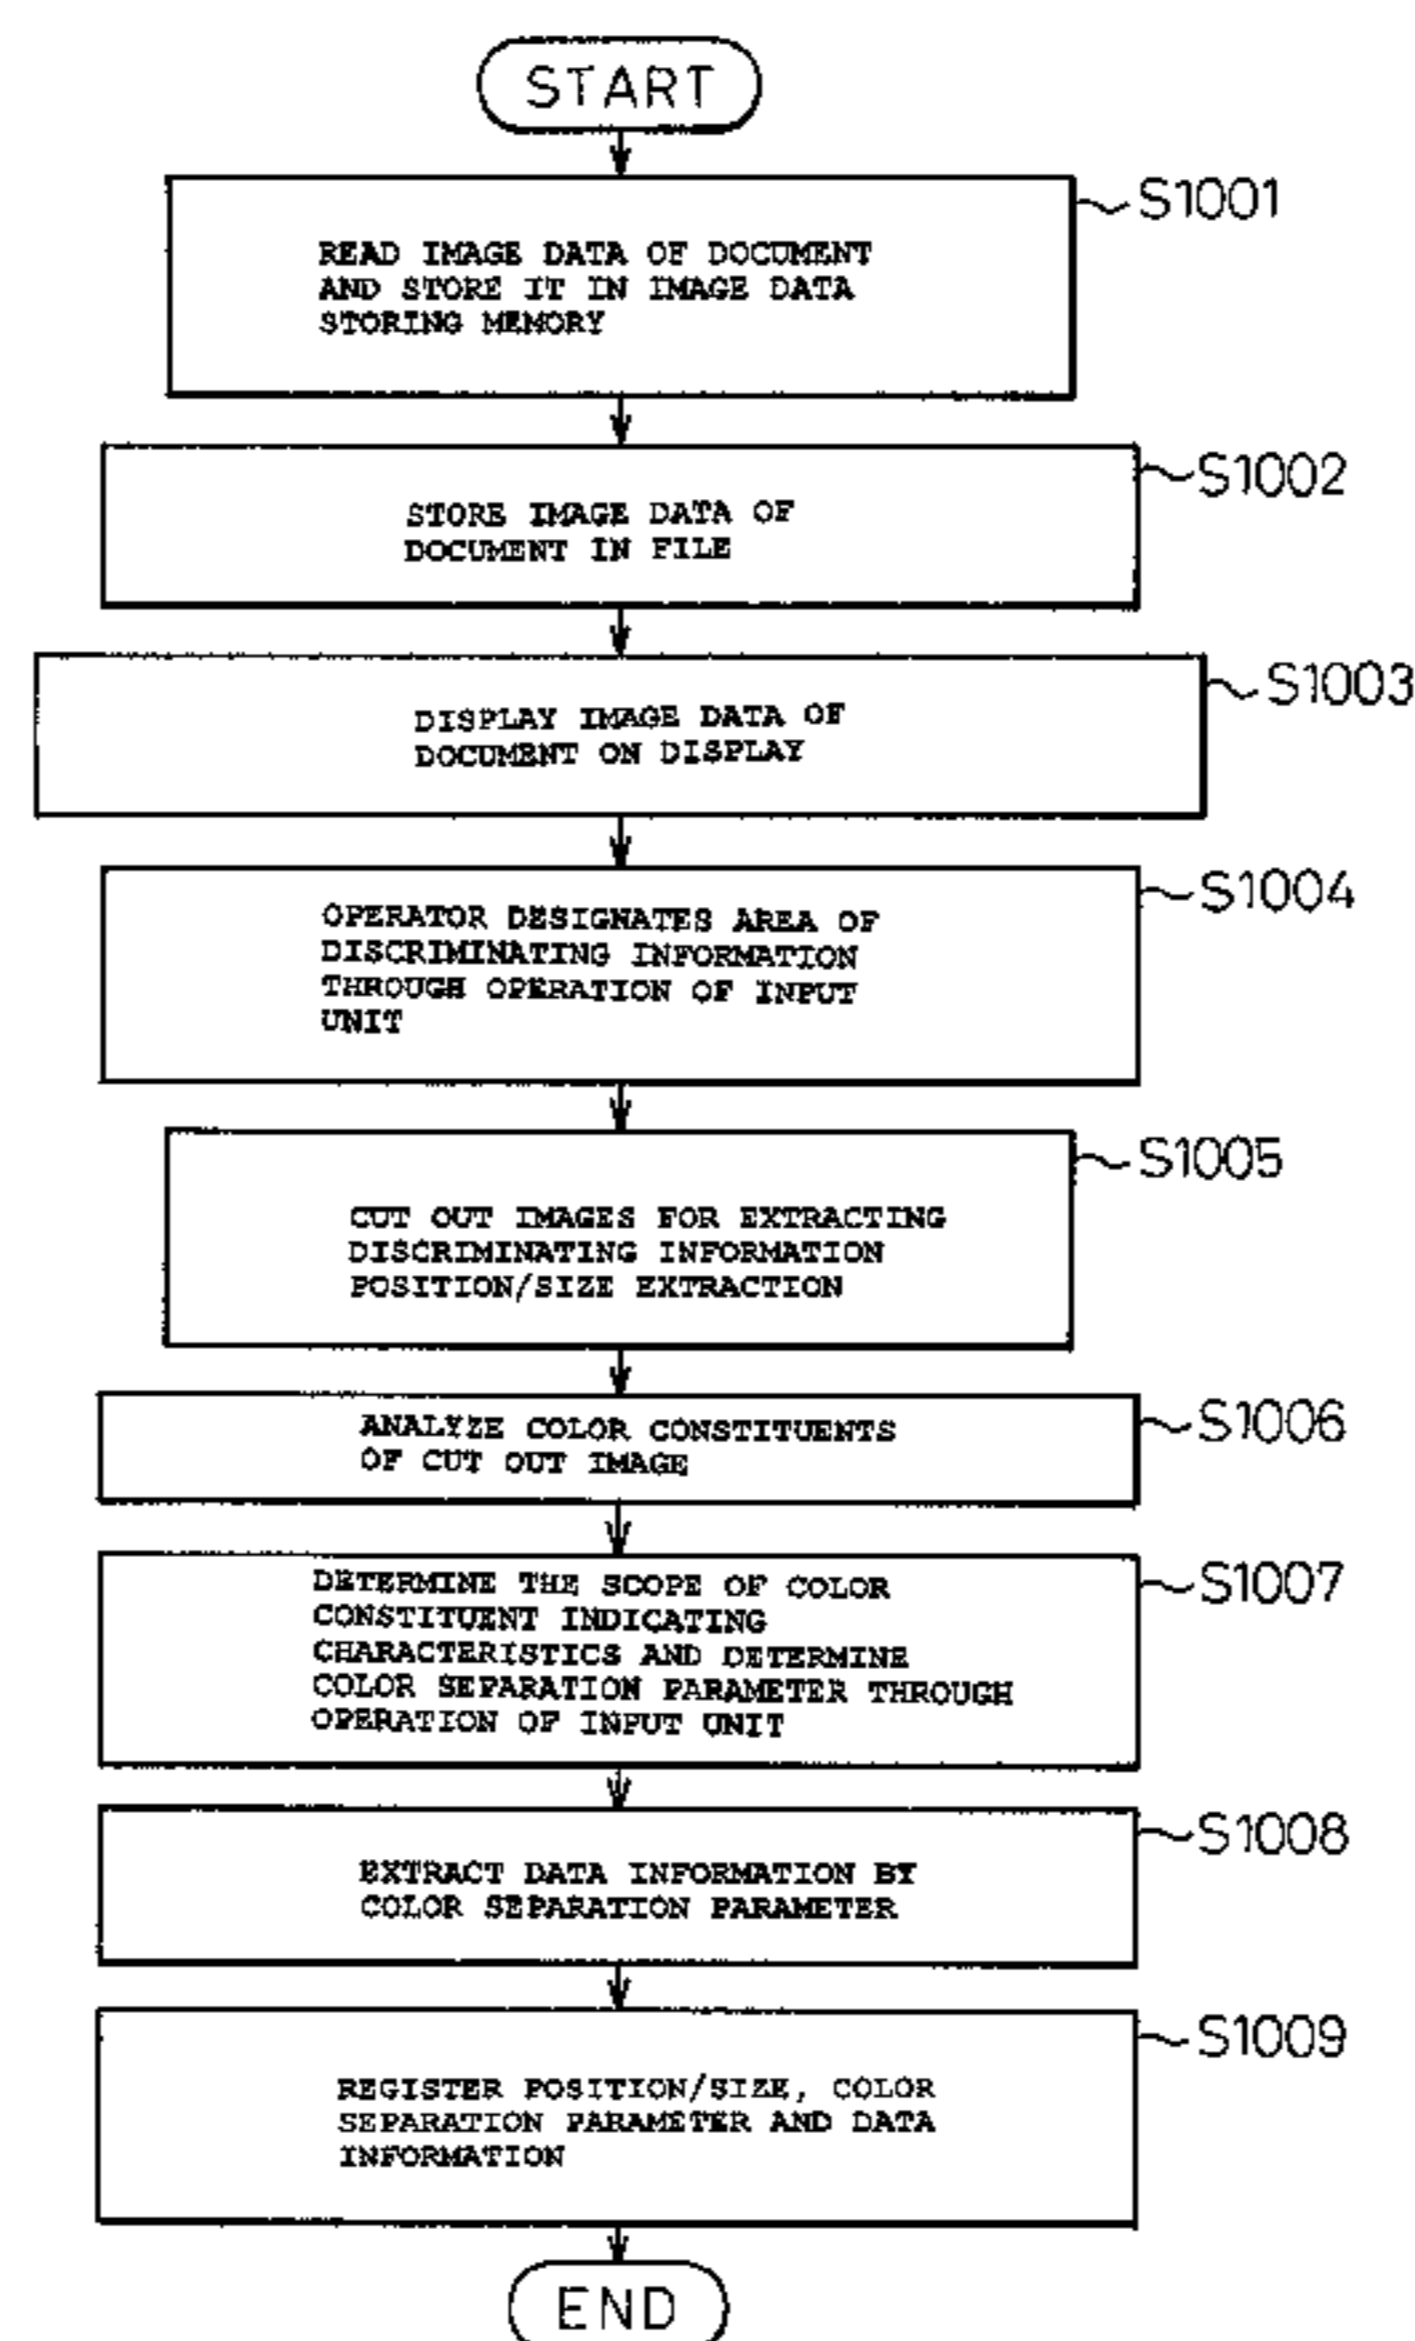 START
S1001
READ IMAGE DATA OF DOCUMENT
AND STORE IT IN IMAGE DATA
STORING MEMORY
S1002
STORE IMAGE DATA OF
DOCUMENT IN FILE
S1003
DISPLAY IMAGE DATA OF
DOCUMENT ON DISPLAY
S1004
OPERATOR DESIGNATES AREA OF
DISCRIMINATING INFORMATION
THROUGH OPERATION OF INPUT
UNIT
S1005
CUT OUT IMAGES FOR EXTRACTING
DISCRIMINATING INFORMATION
POSITION/SIZE EXTRACTION
S1006
ANALYZE COLOR CONSTITUENTS
OF CUT OUT IMAGE
S1007
DETERMINE THE SCOPE OF COLOR
CONSTITUENT INDICATING
CHARACTERISTICS AND DETERMINE
COLOR SEPARATION PARAMETER THROUGH
OPERATION OF INPUT UNIT
S1008
EXTRACT DATA INFORMATION BY
COLOR SEPARATION PARAMETER
S1009
REGISTER POSITION/SIZE, COLOR
SEPARATION PARAMETER AND DATA
INFORMATION
END